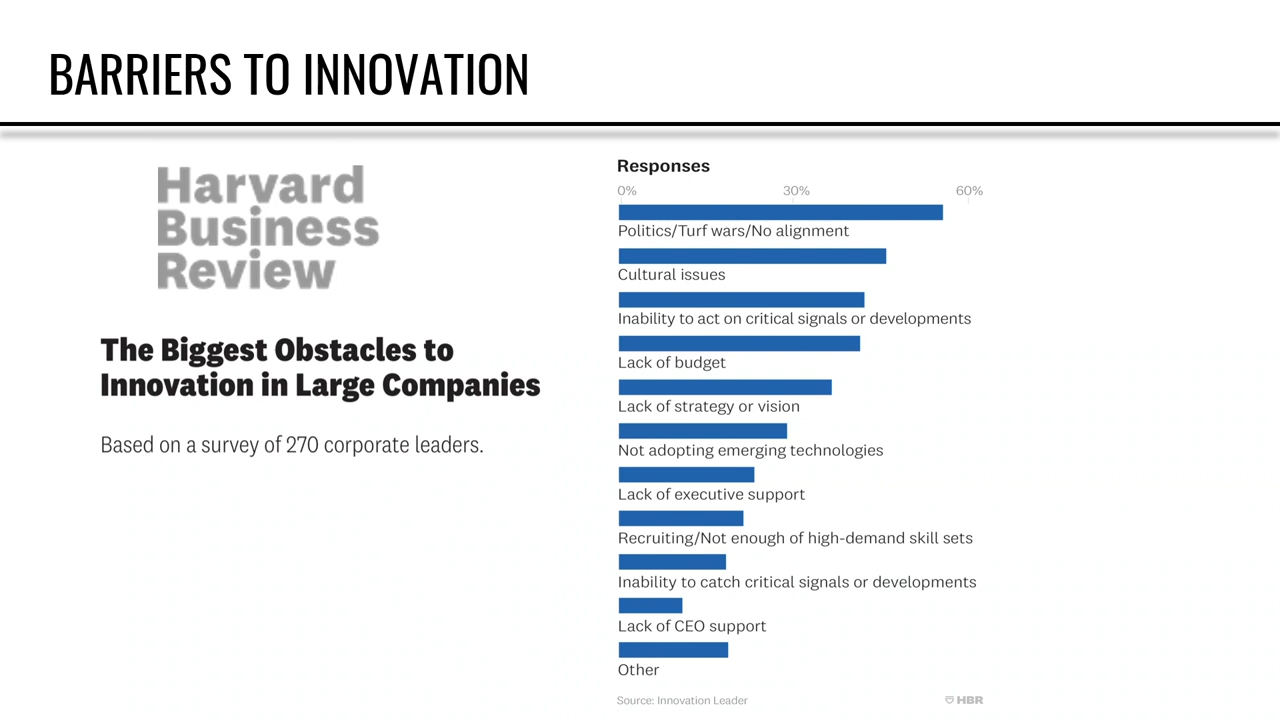 BARRIERS TO INNOVATION
Harvard
Business
Review
The Biggest Obstacles to
Innovation in Large Companies
Based on a survey of 270 corporate leaders.
Responses
0% 30% 60%
Politics/Turf wars/No alignment
Cultural issues
Inability to act on critical signals or developments
Lack of budget
Lack of strategy or vision
Not adopting emerging technologies
Lack of executive support
Recruiting/Not enough of high-demand skill sets
Inability to catch critical signals or developments
Lack of CEO support
Other
Source: Innovation Leader
HBR